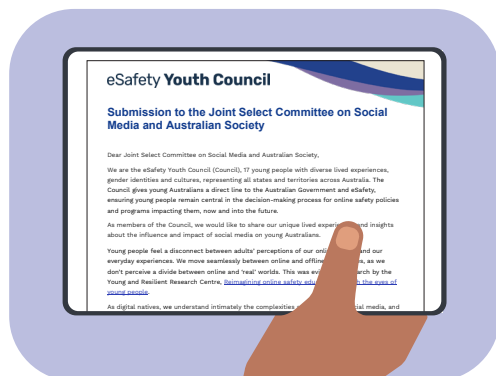 eSafety Youth Council
Submission to the Joint Select Committee on Social
Media and Australian Society
Dear Joint Select Committee on Social Media and Australian Society,
We are the eSafety Youth Council (Council), 17 young people with diverse lived experiences,
gender identities and cultures, representing all states and territories across Australia. The
Council gives young Australians a direct line to the Australian Government and eSafety,
ensuring young people remain central in the decision-making process for online safety policies
and programs impacting them, now and into the future.
As members of the Council, we would like to share our unique lived and insights
about the influence and impact of social media on young Australians.
Young people feel a disconnect between adults' perceptions of our and our
everyday experiences. We move seamlessly between online and as we
don't perceive a divide between online and 'real' worlds. This was by the
Young and Resilient Research Centre, Reimagining online safety the eyes of
young people.
As digital natives, we understand intimately the complexities media, and